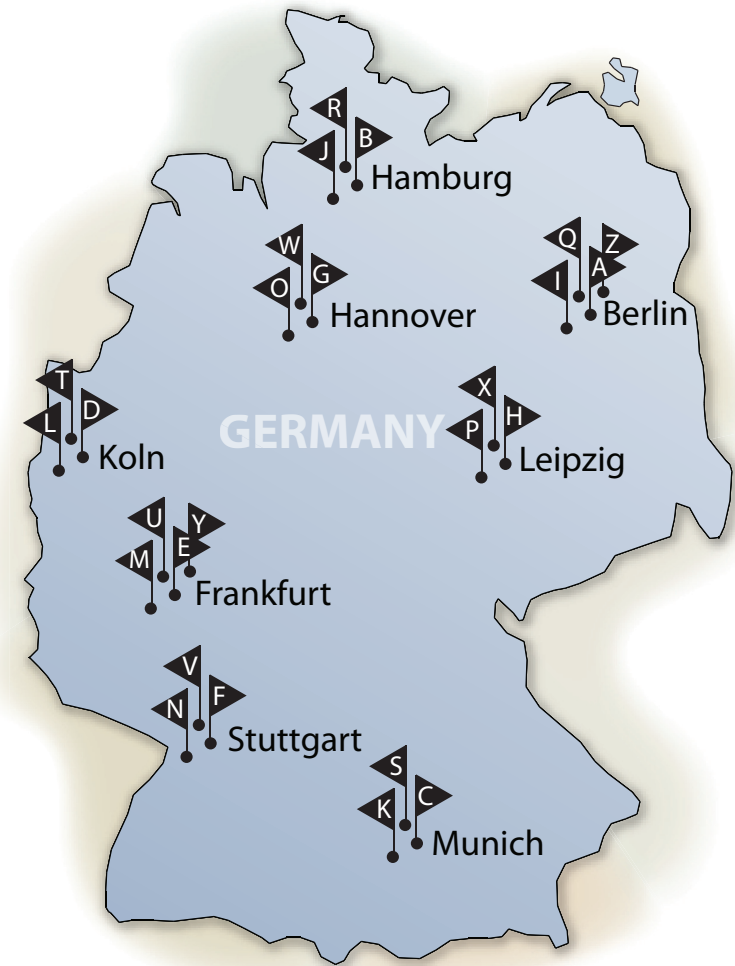 R
B
J
Hamburg
W
G
O
Hannover
Q
Z
A
I
Berlin
T
D
L
Koln
GERMANY
X
H
P
Leipzig
U
Y
E
M
Frankfurt
V
F
N
Stuttgart
S
C
K
Munich